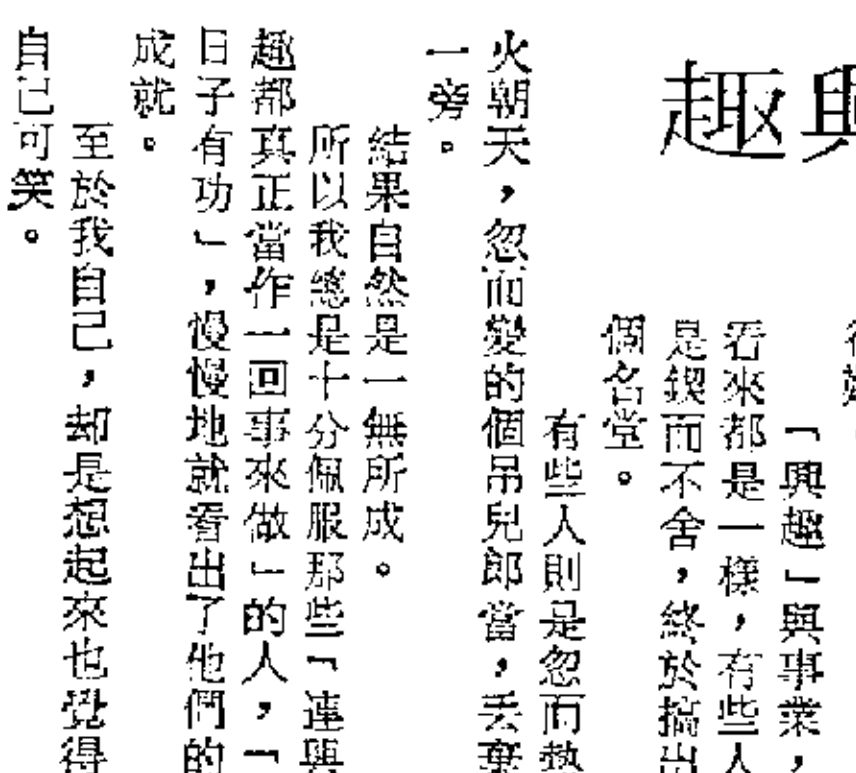 興趣
「興趣」與事業，
看來都是一樣，有些人
是鍥而不舍，終於搞出
個名堂。
有些人則是忽而熱
火朝天，忽而變的個吊兒郎當，丟棄
一旁。
結果自然是一無所成。
所以我總是十分佩服那些「連興
趣都真正當作一回事來做」的人，「
日子有功」，慢慢地就看出了他們的
成就。
至於我自己，却是想起來也覺得
自己可笑。